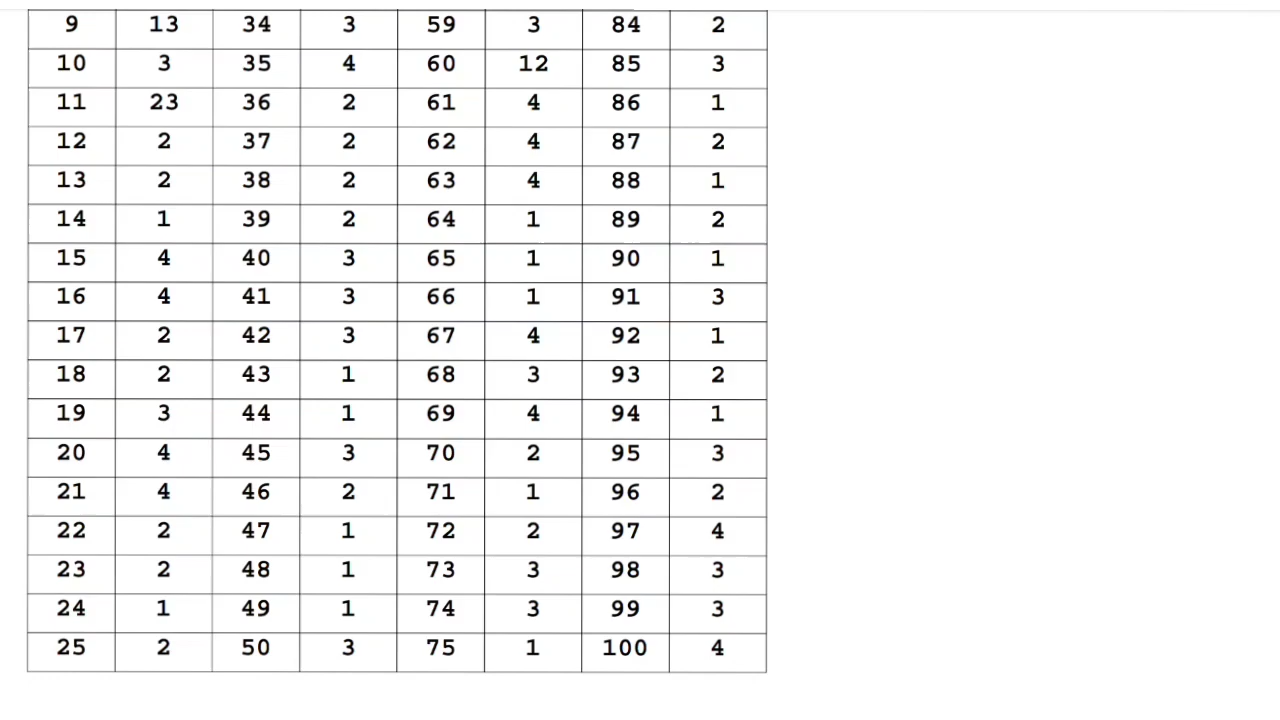 9 13 34 3 59 3 84 2
10 3 35 4 60 12 85 3
11 23 36 2 61 4 86 1
12 2 37 2 62 4 87 2
13 2 38 2 63 4 88 1
14 1 39 2 64 1 89 2
15 4 40 3 65 1 90 1
16 4 41 3 66 1 91 3
17 2 42 3 67 4 92 1
18 2 43 1 68 3 93 2
19 3 44 1 69 4 94 1
20 4 45 3 70 2 95 3
21 4 46 2 71 1 96 2
22 2 47 1 72 2 97 4
23 2 48 1 73 3 98 3
24 1 49 1 74 3 99 3
25 2 50 3 75 1 100 4